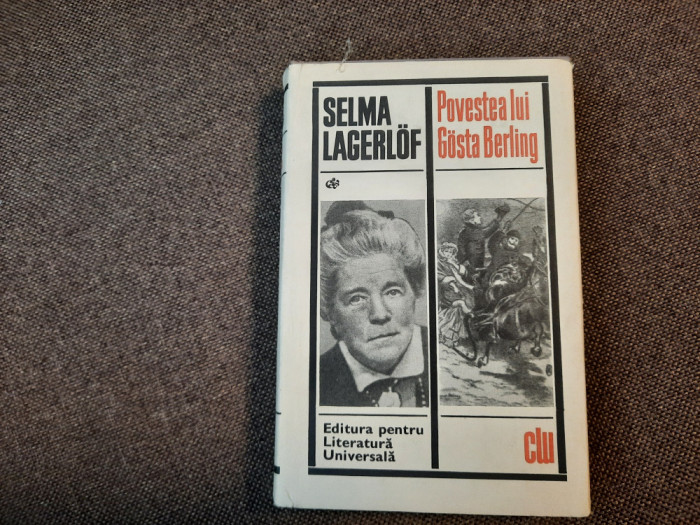 SELMA
LAGERLÖF
Povestea lui
Gösta Berling
Editura pentru
Literatură
Universală
clu